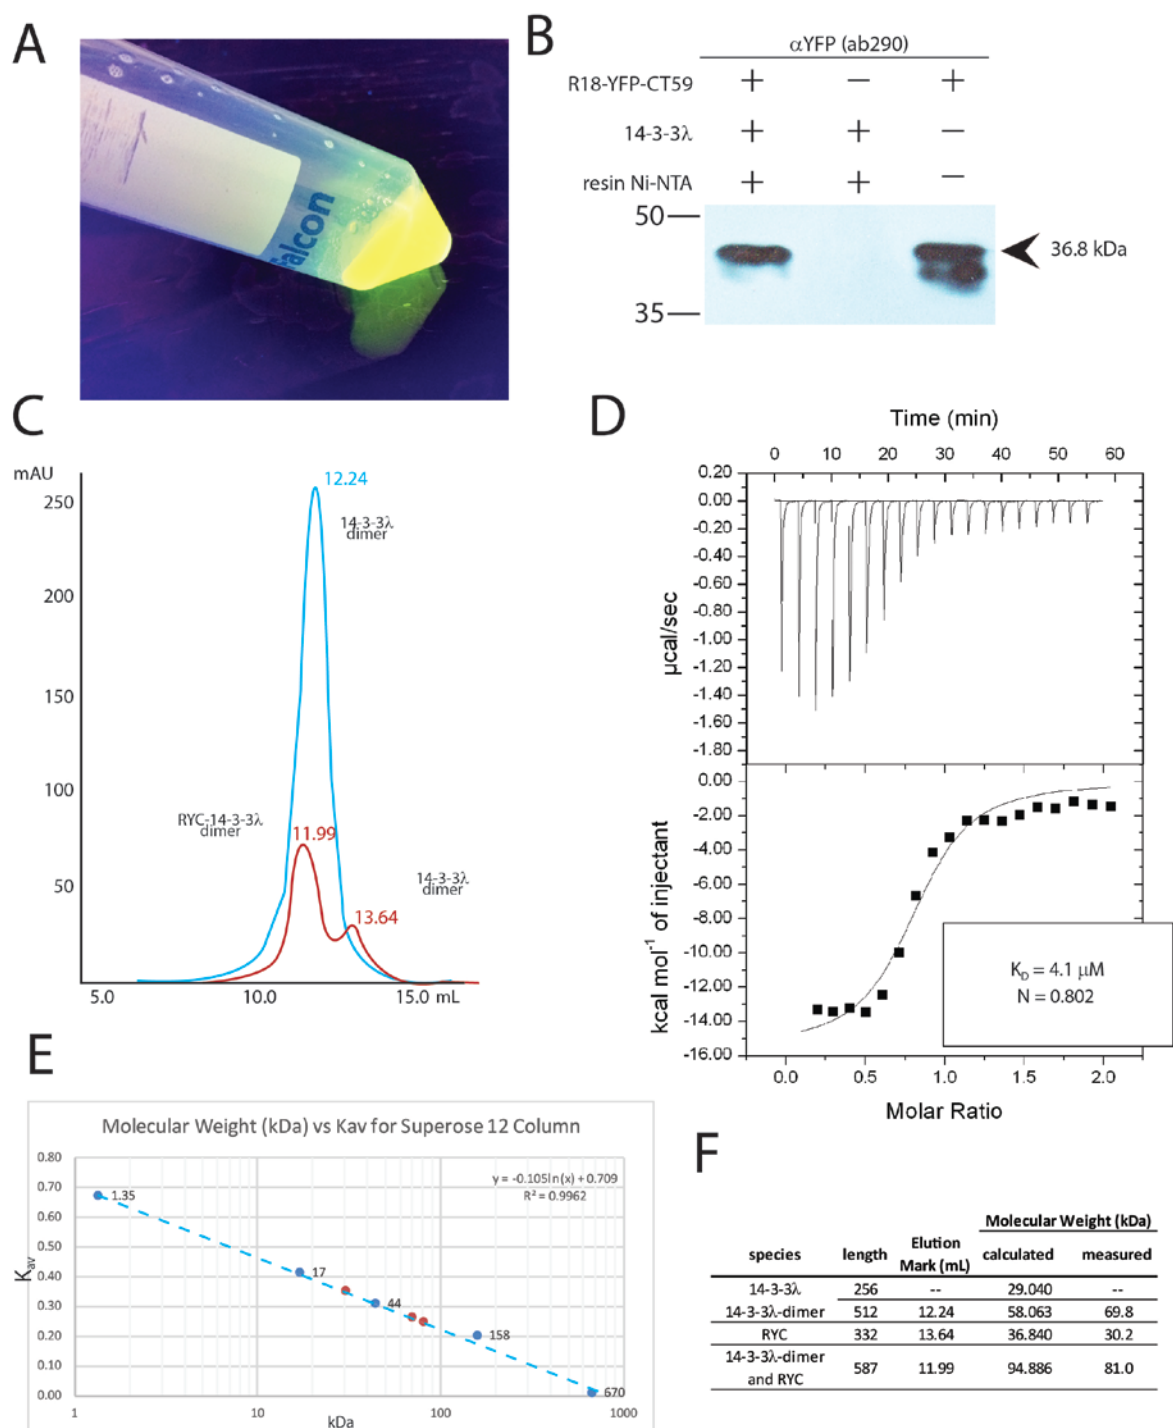 A
Falcon
B
αYFP (ab290)
R18-YFP-CT59 + − +
14-3-3λ + + −
resin Ni-NTA + + −
50
35
36.8 kDa
C
mAU
250
200
150
100
50
12.24
14-3-3λ
dimer
RYC-14-3-3λ
dimer
11.99
14-3-3λ
dimer
13.64
5.0 10.0 15.0 mL
D
Time (min)
0 10 20 30 40 50 60
0.20
0.00
-0.20
-0.40
-0.60
-0.80
-1.00
-1.20
-1.40
-1.60
-1.80
µcal/sec
0.00
-2.00
-4.00
-6.00
-8.00
-10.00
-12.00
-14.00
-16.00
kcal mol⁻¹ of injectant
K_D = 4.1 µM
N = 0.802
0.0 0.5 1.0 1.5 2.0
Molar Ratio
E
Molecular Weight (kDa) vs Kav for Superose 12 Column
y = -0.105ln(x) + 0.709
R² = 0.9962
0.80
0.70
0.60
0.50
0.40
0.30
0.20
0.10
0.00
K_av
1.35
17
44
158
670
1 10 100 1000
kDa
F
Molecular Weight (kDa)
species length Elution Mark (mL) calculated measured
14-3-3λ 256 -- 29.040 --
14-3-3λ-dimer 512 12.24 58.063 69.8
RYC 332 13.64 36.840 30.2
14-3-3λ-dimer and RYC 587 11.99 94.886 81.0